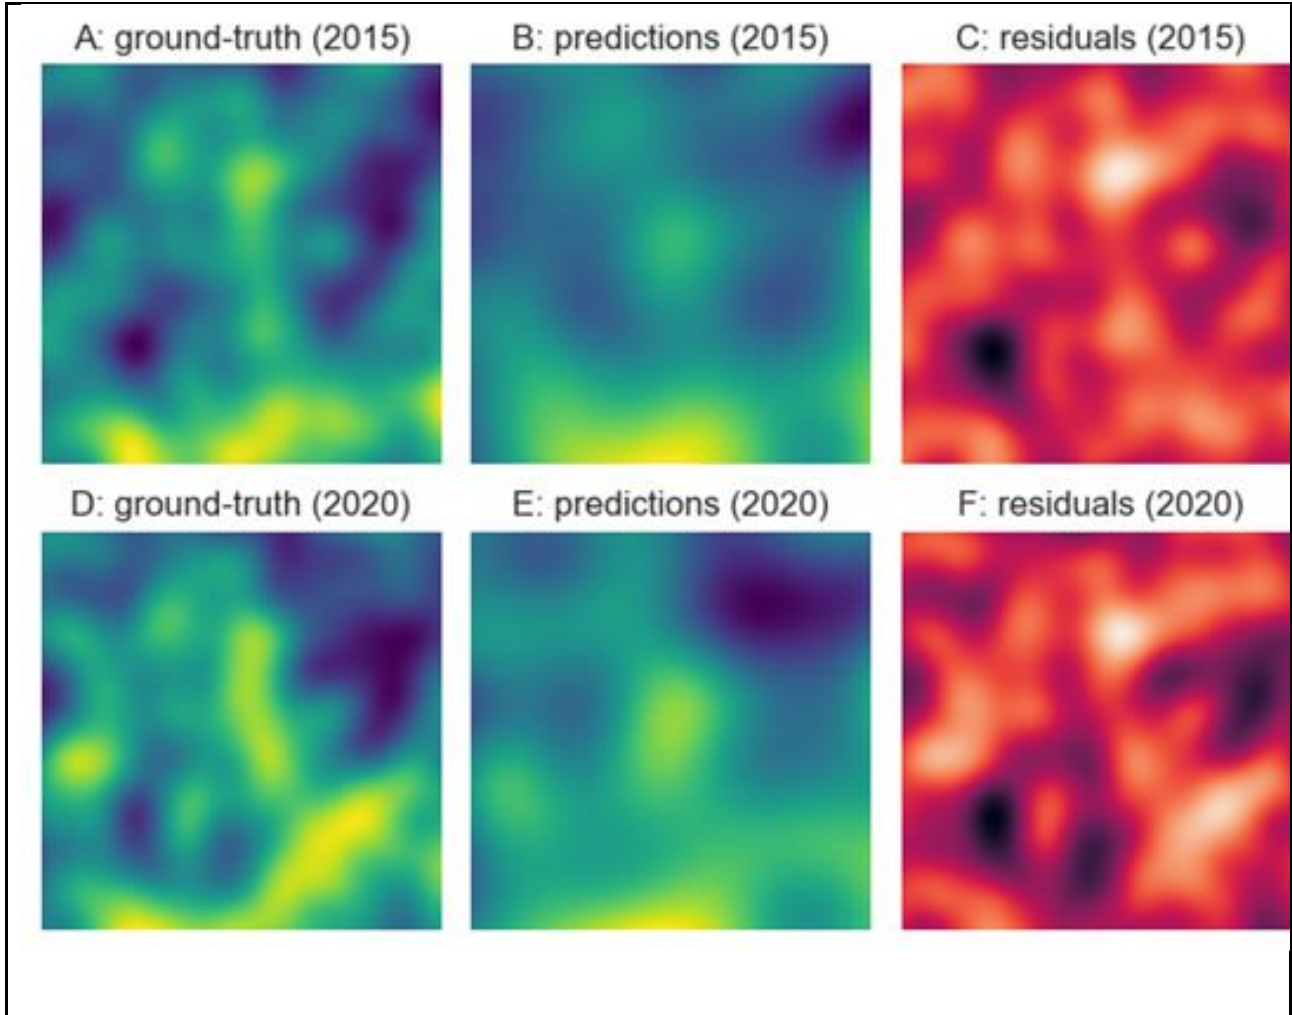 A: ground-truth (2015)
B: predictions (2015)
C: residuals (2015)
D: ground-truth (2020)
E: predictions (2020)
F: residuals (2020)